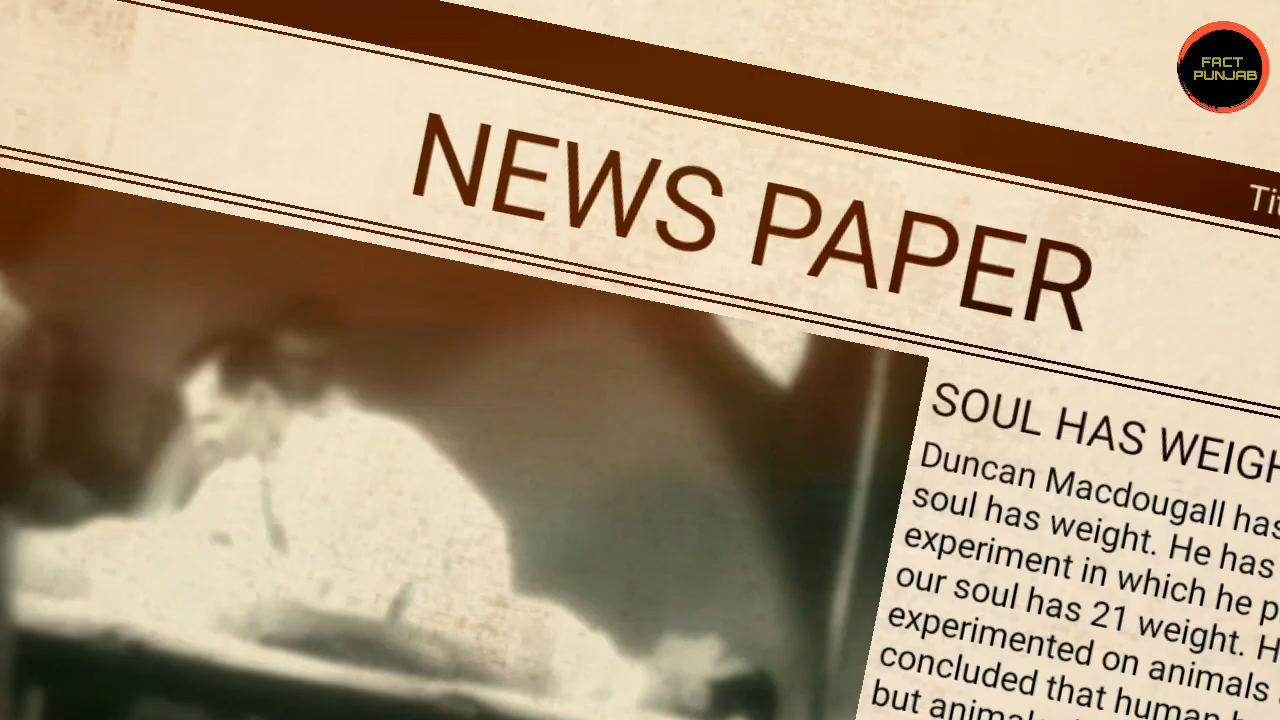 FACT
PUNJAB
NEWS PAPER
SOUL HAS
Duncan Macdougall has
soul has weight. He has
experiment in which he
our soul has 21 weight.
experimented on animals
concluded that human
but